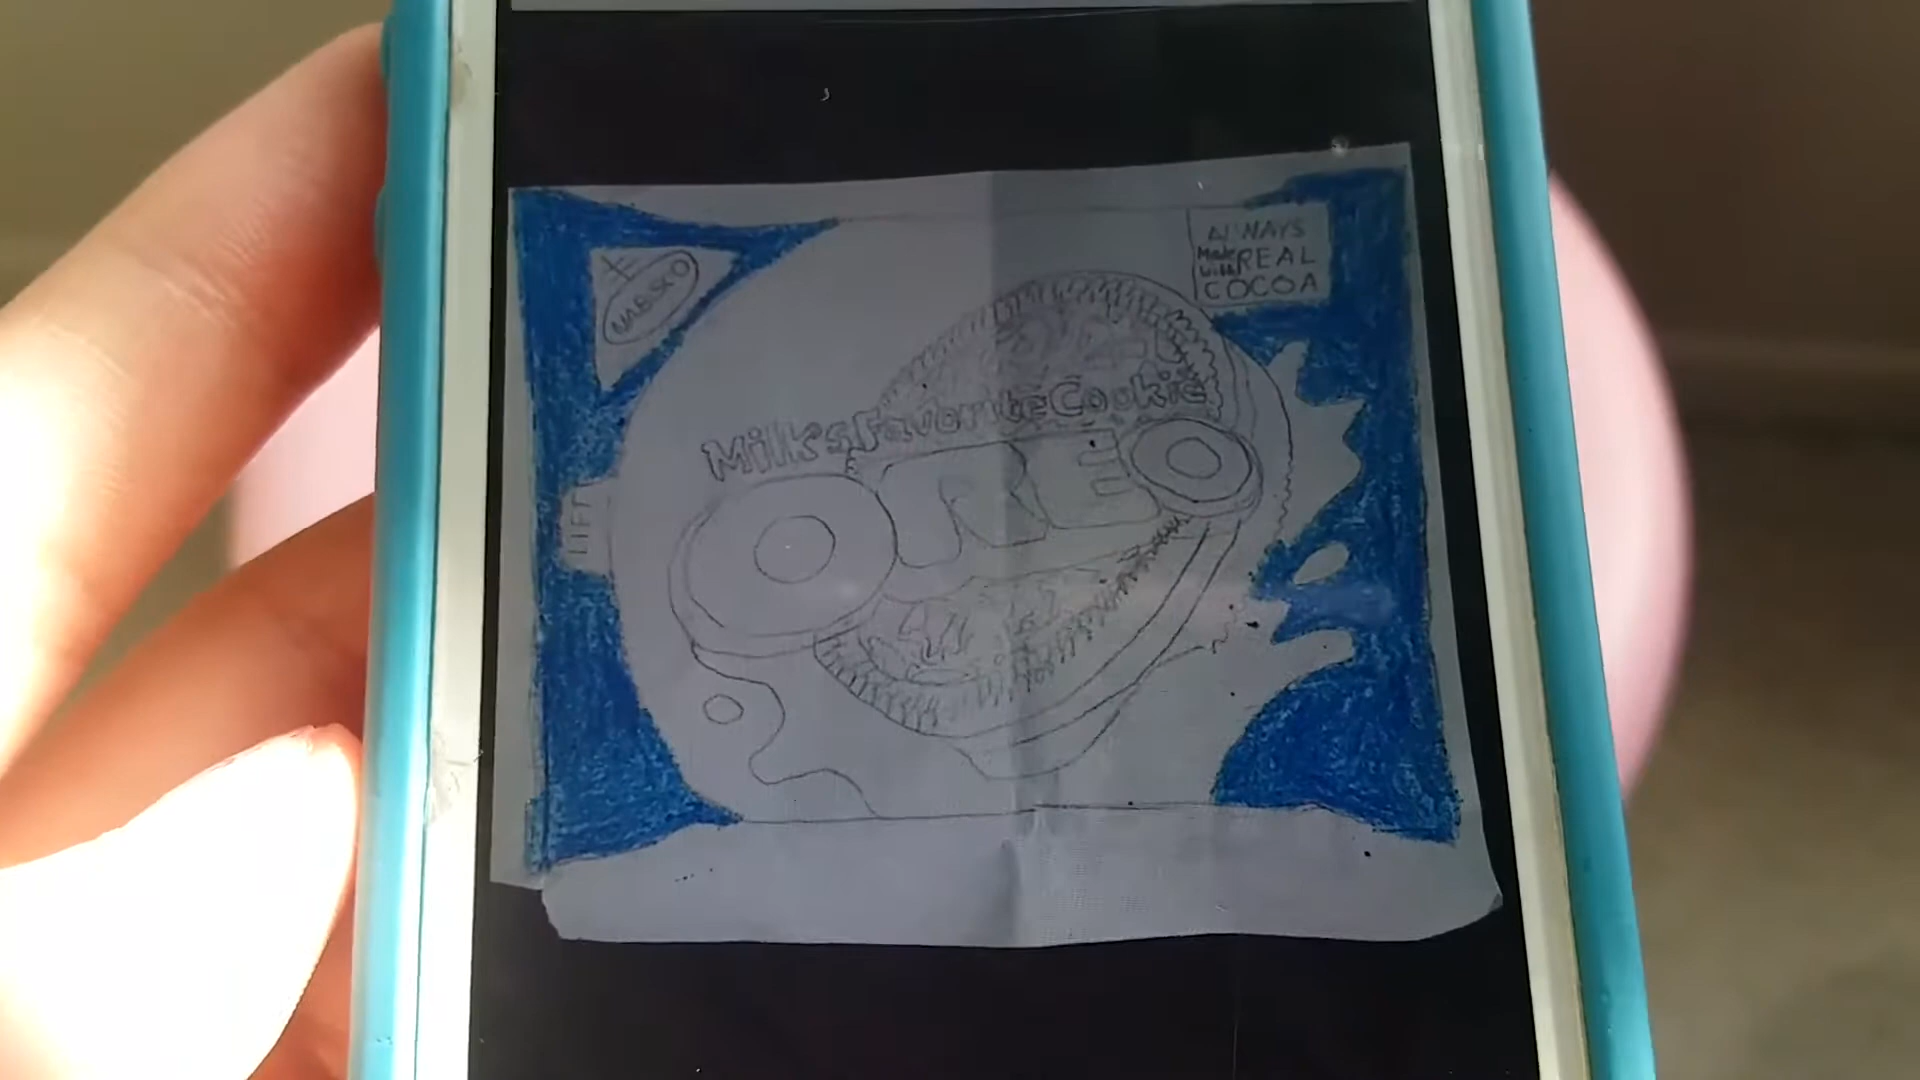 NABISCO
ALWAYS
Made With REAL
COCOA
Milk's Favorite Cookie
OREO
LIFT